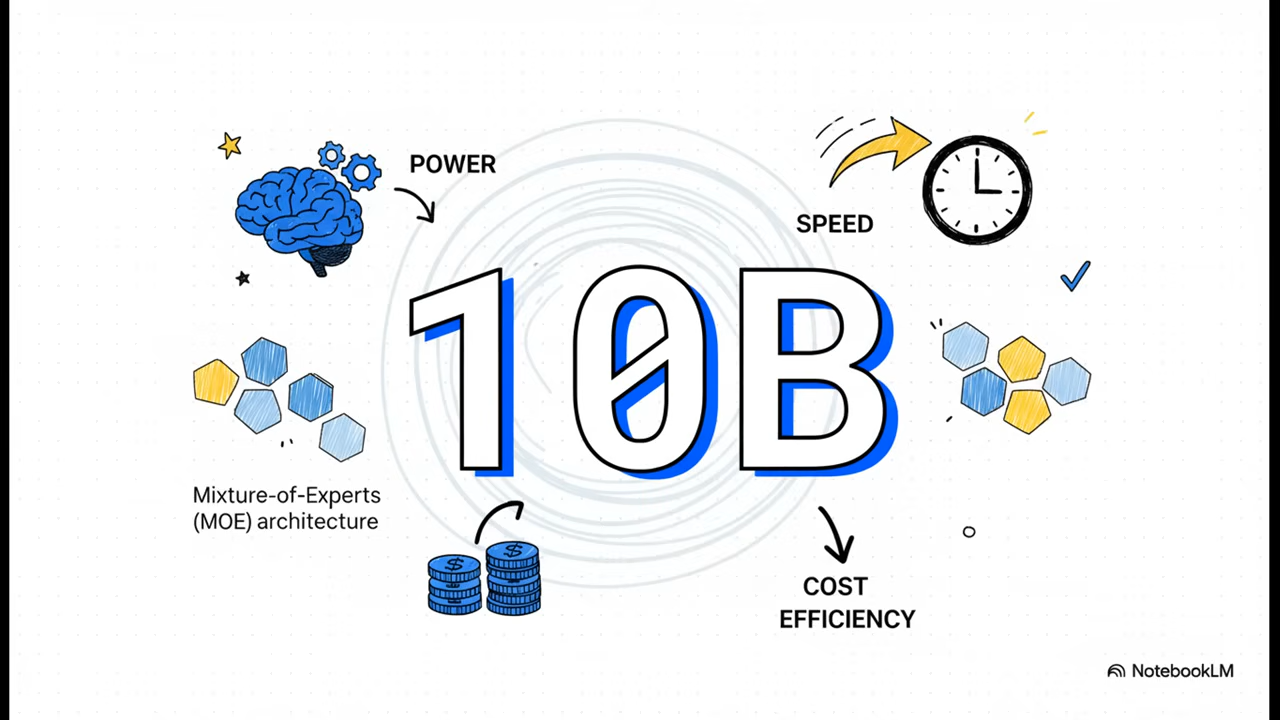 POWER
SPEED
10B
Mixture-of-Experts
(MOE) architecture
$ $
COST
EFFICIENCY
NotebookLM